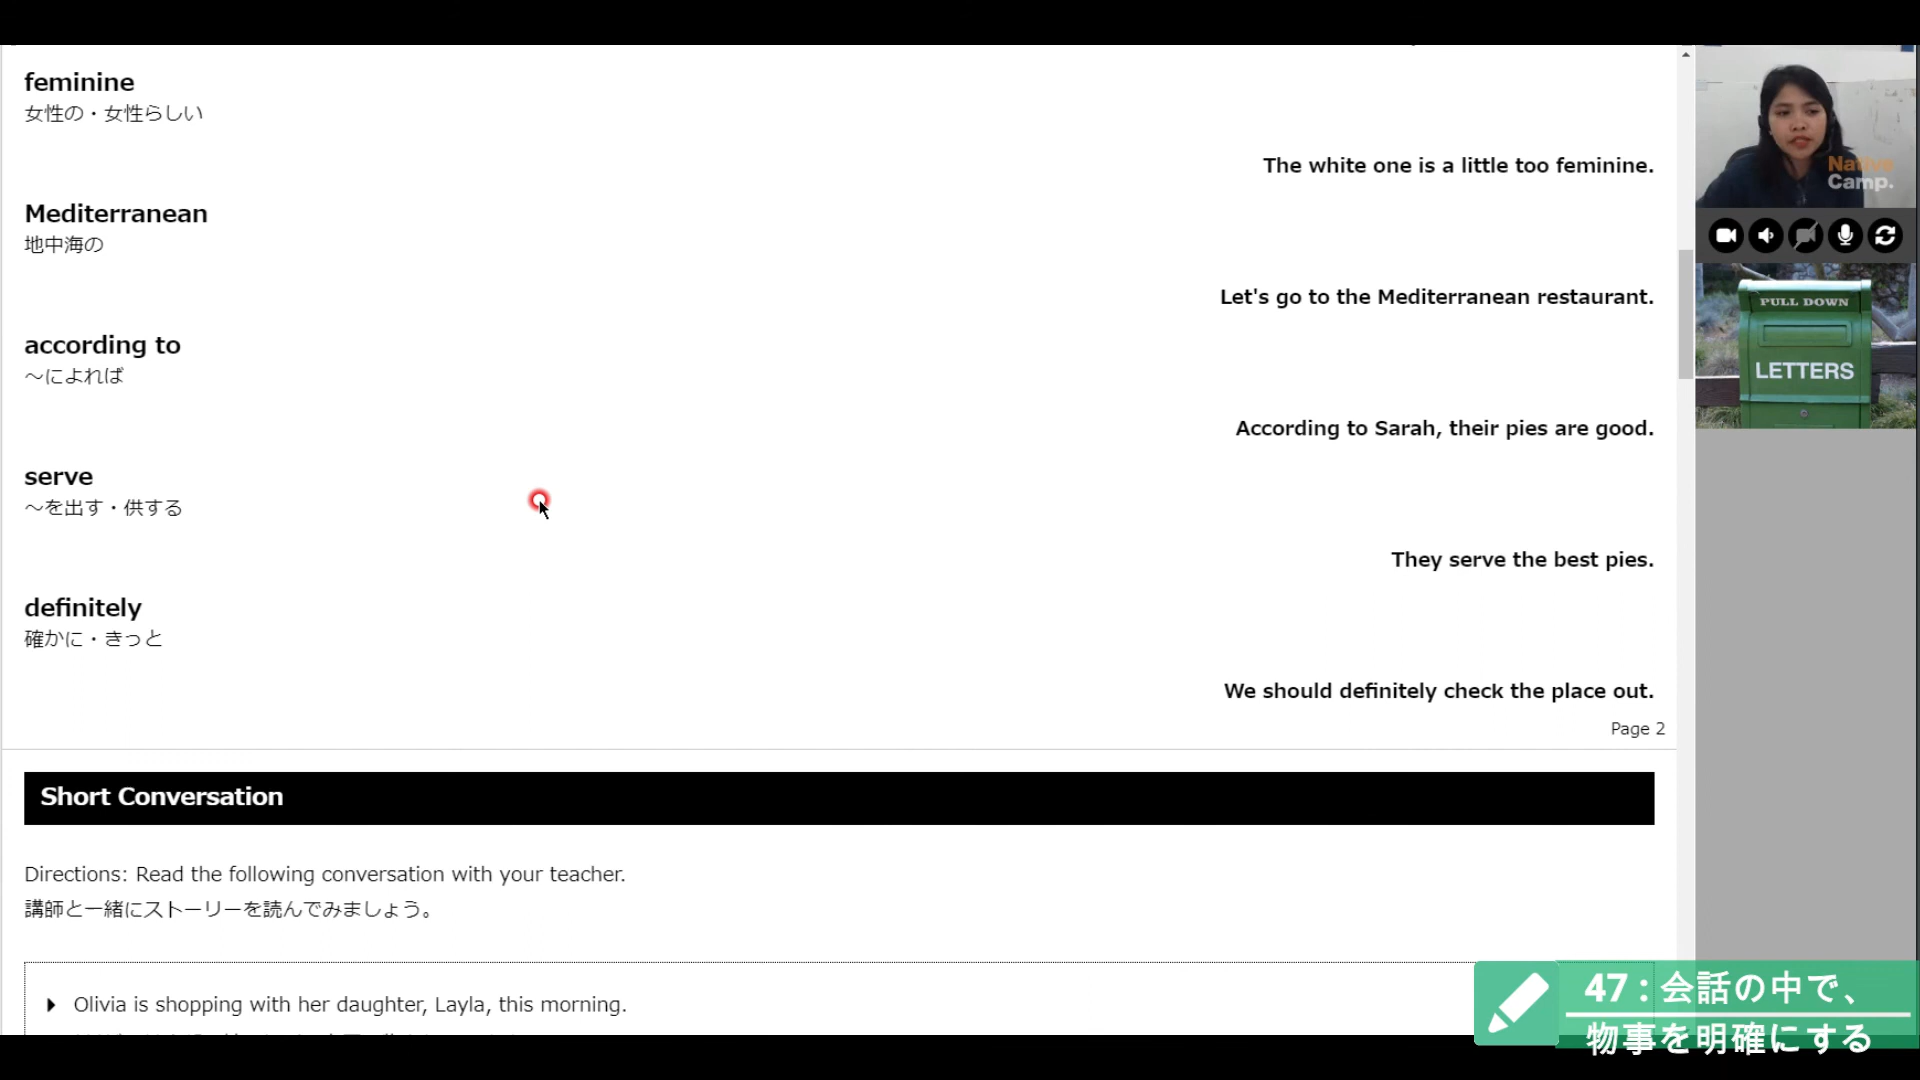 feminine
女性の・女性らしい
The white one is a little too feminine.
Mediterranean
地中海の
Let's go to the Mediterranean restaurant.
according to
～によれば
According to Sarah, their pies are good.
serve
～を出す・供する
They serve the best pies.
definitely
確かに・きっと
We should definitely check the place out.
Page 2
Short Conversation
Directions: Read the following conversation with your teacher.
講師と一緒にストーリーを読んでみましょう。
Olivia is shopping with her daughter, Layla, this morning.
Native
Camp.
PULL DOWN
LETTERS
47：会話の中で、
物事を明確にする